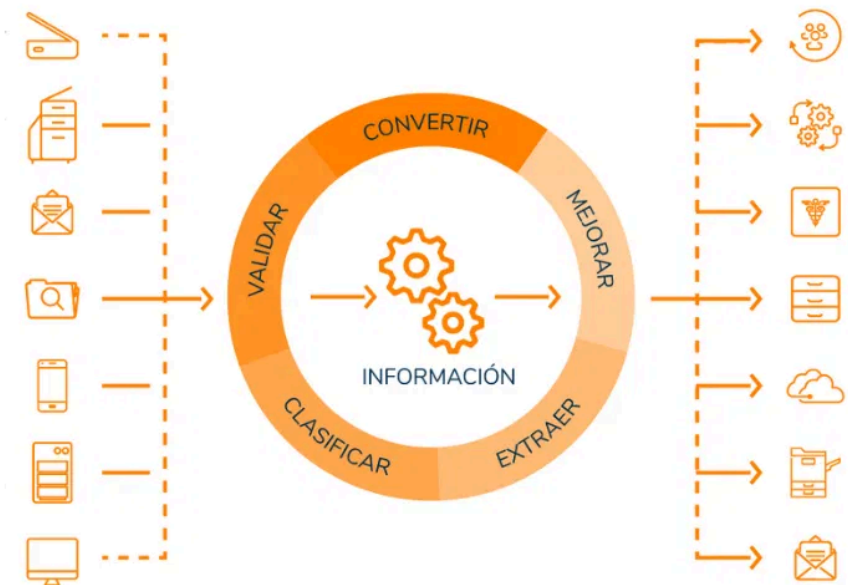 CONVERTIR
MEJORAR
VALIDAR
INFORMACIÓN
CLASIFICAR
EXTRAER